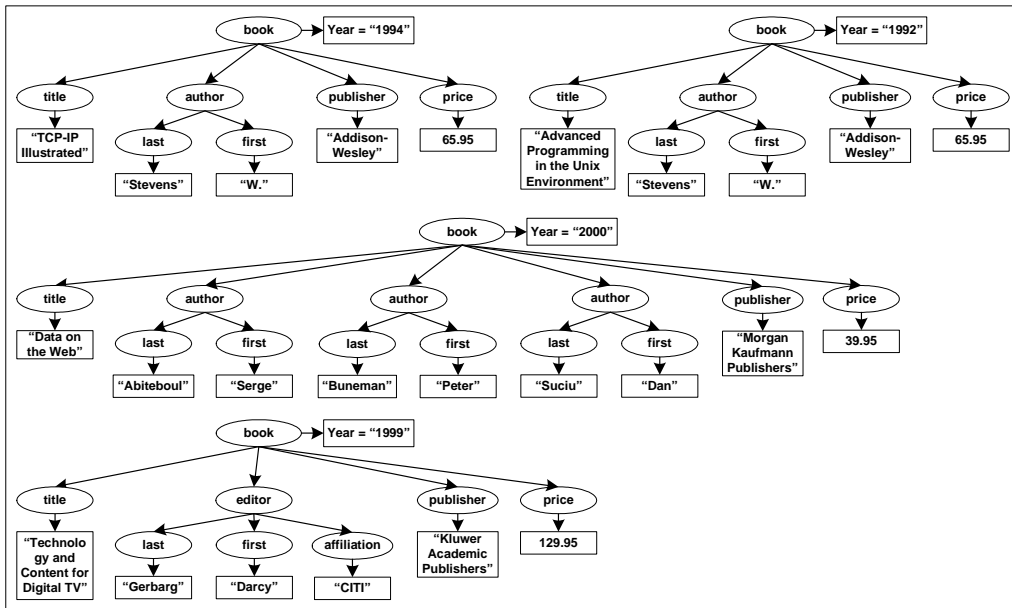 book
Year = “1994”
title
author
publisher
price
“TCP-IP
Illustrated”
last
first
“Addison-
Wesley”
65.95
“Stevens”
“W.”
book
Year = “1992”
title
author
publisher
price
“Advanced
Programming
in the Unix
Environment”
last
first
“Addison-
Wesley”
65.95
“Stevens”
“W.”
book
Year = “2000”
title
author
author
author
publisher
price
“Data on
the Web”
last
first
last
first
last
first
“Morgan
Kaufmann
Publishers”
39.95
“Abiteboul”
“Serge”
“Buneman”
“Peter”
“Suciu”
“Dan”
book
Year = “1999”
title
editor
publisher
price
“Technolo
gy and
Content for
Digital TV”
last
first
affiliation
“Kluwer
Academic
Publishers”
129.95
“Gerbarg”
“Darcy”
“CITI”